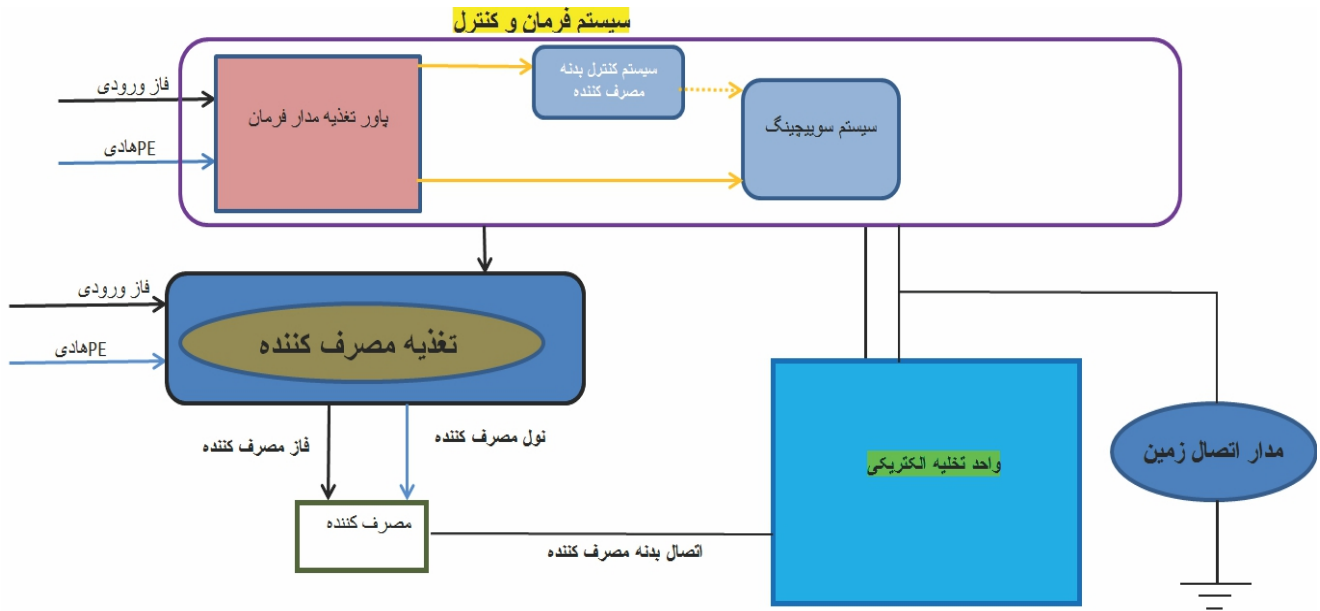 سیستم فرمان و کنترل
فاز ورودی
هادیPE
پاور تغذیه مدار فرمان
سیستم کنترل بدنه
مصرف کننده
سیستم سوییچینگ
فاز ورودی
هادیPE
تغذیه مصرف کننده
فاز مصرف کننده
نول مصرف کننده
مصرف کننده
اتصال بدنه مصرف کننده
واحد تخلیه الکتریکی
مدار اتصال زمین